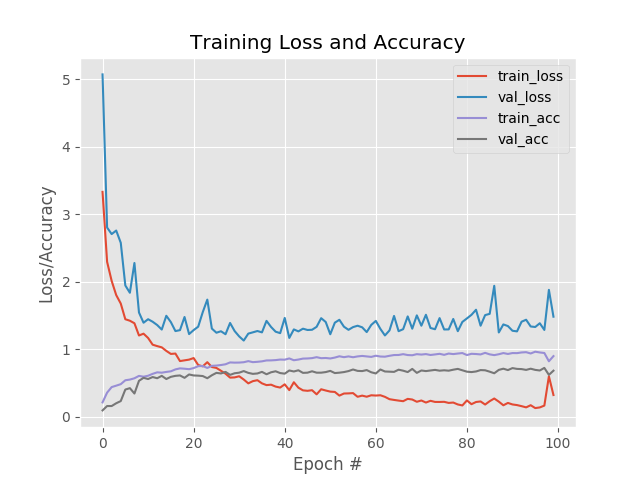 Training Loss and Accuracy
train_loss
val_loss
train_acc
val_acc
Loss/Accuracy
5
4
3
2
1
0
0 20 40 60 80 100
Epoch #